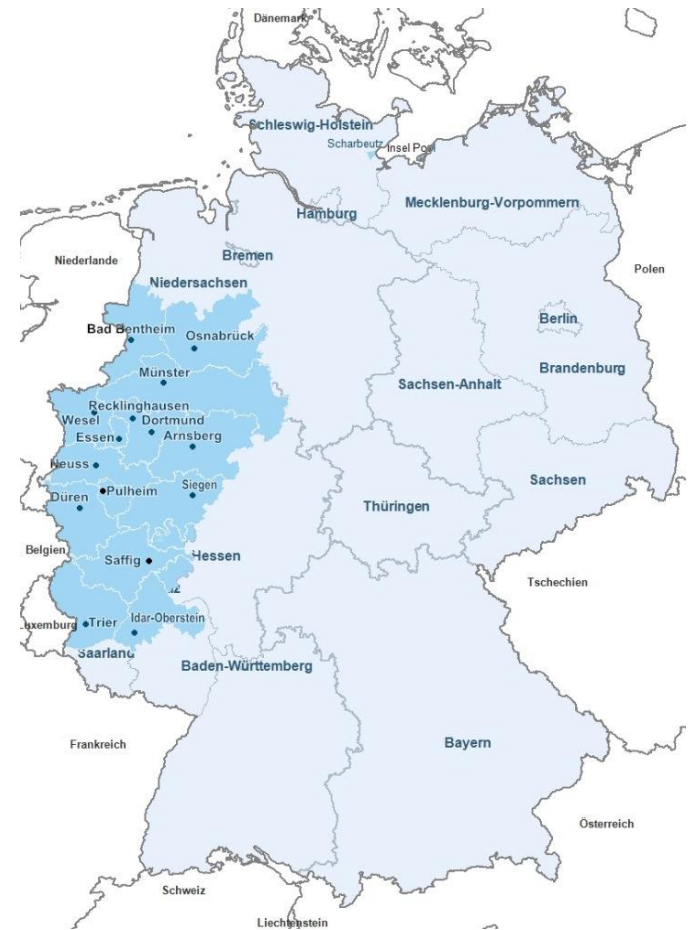 Dänemark
Schleswig-Holstein
Scharbeutz
Insel Poel
Mecklenburg-Vorpommern
Hamburg
Bremen
Niederlande
Polen
Niedersachsen
Berlin
Bad Bentheim
Osnabrück
Brandenburg
Münster
Sachsen-Anhalt
Recklinghausen
Wesel
Dortmund
Essen
Arnsberg
Neuss
Sachsen
Siegen
Pulheim
Düren
Thüringen
Belgien
Hessen
Saffig
Tschechien
Idar-Oberstein
Trier
Luxemburg
Saarland
Baden-Württemberg
Frankreich
Bayern
Österreich
Schweiz
Liechtenstein